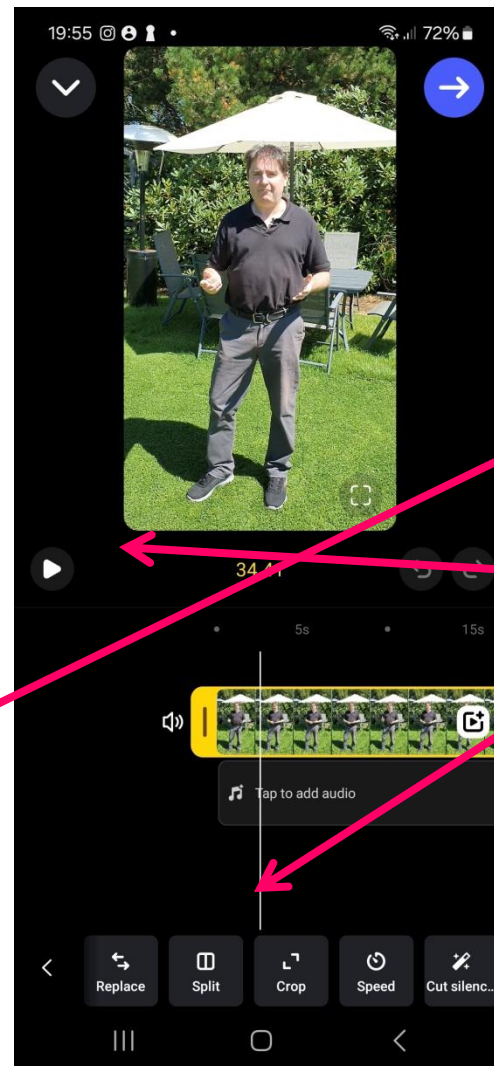 19:55 72%
34.41
5s 15s
Tap to add audio
Replace Split Crop Speed Cut silenc..